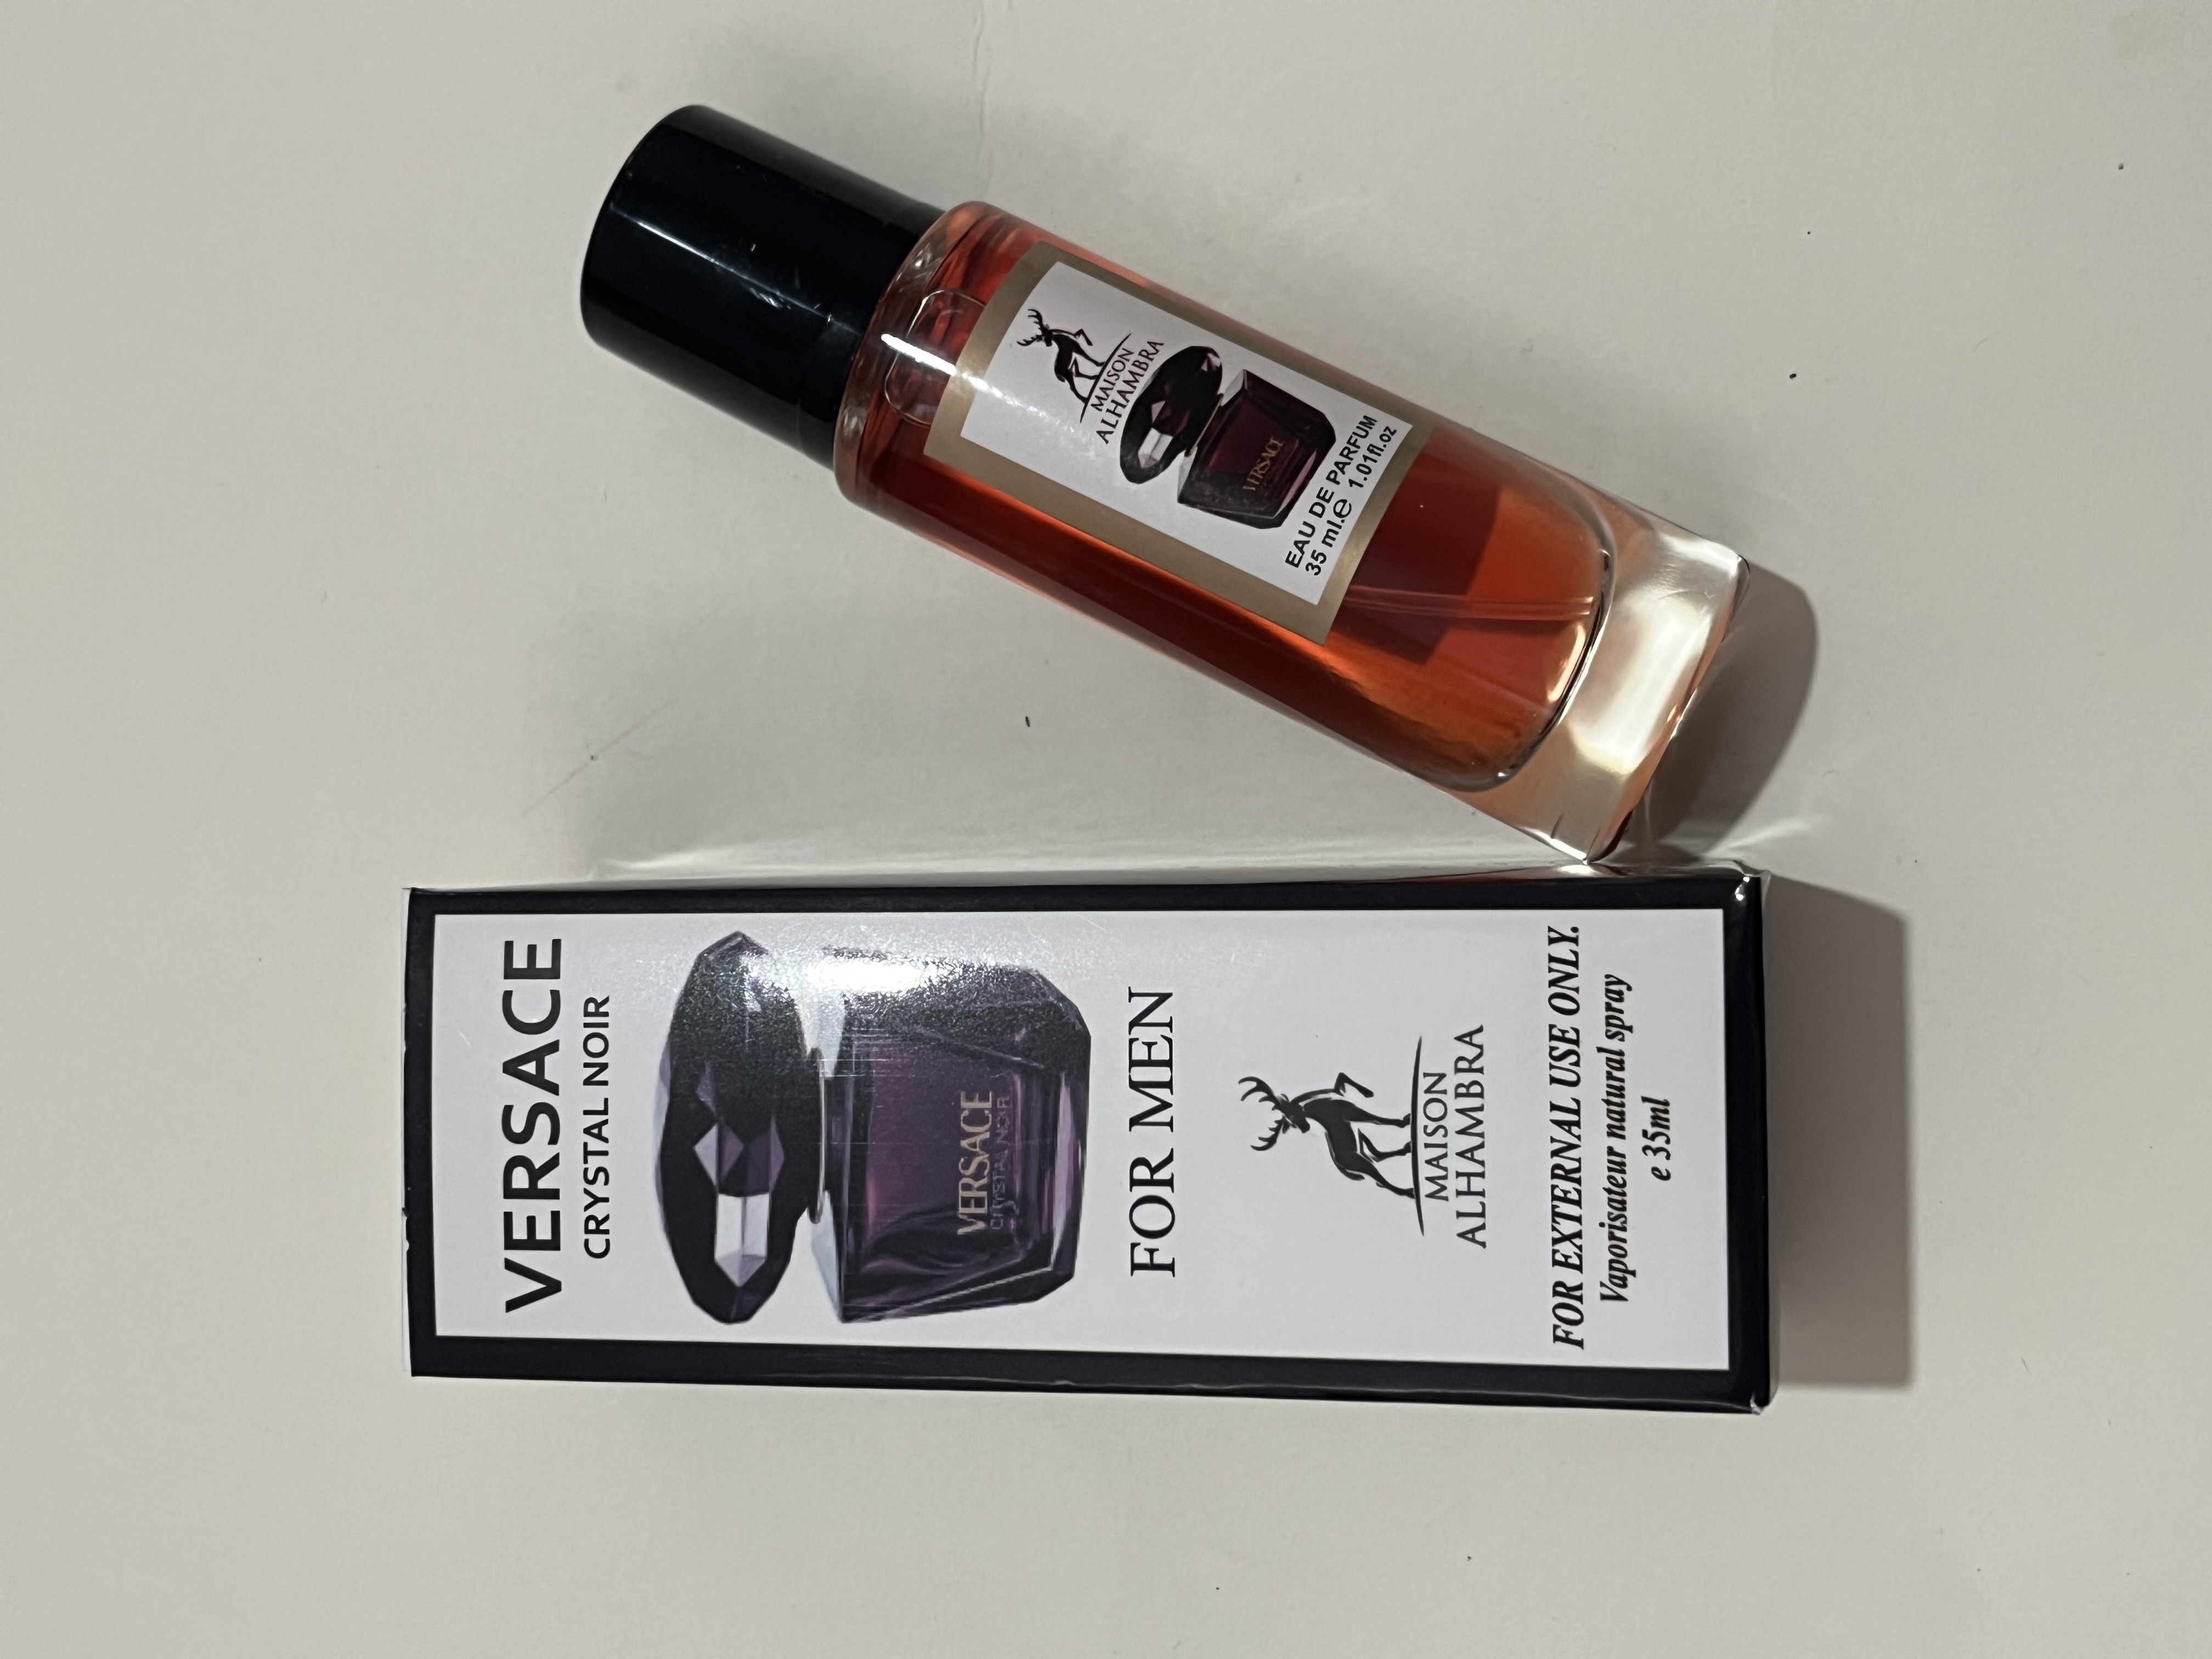 VERSACE
CRYSTAL NOIR
VERSACE
CRYSTAL NOIR
FOR MEN
MAISON
ALHAMBRA
FOR EXTERNAL USE ONLY.
Vaporisateur natural spray
e 35ml
MAISON
ALHAMBRA
VERSACE
EAU DE PARFUM
35 ml.℮ 1.01fl.oz